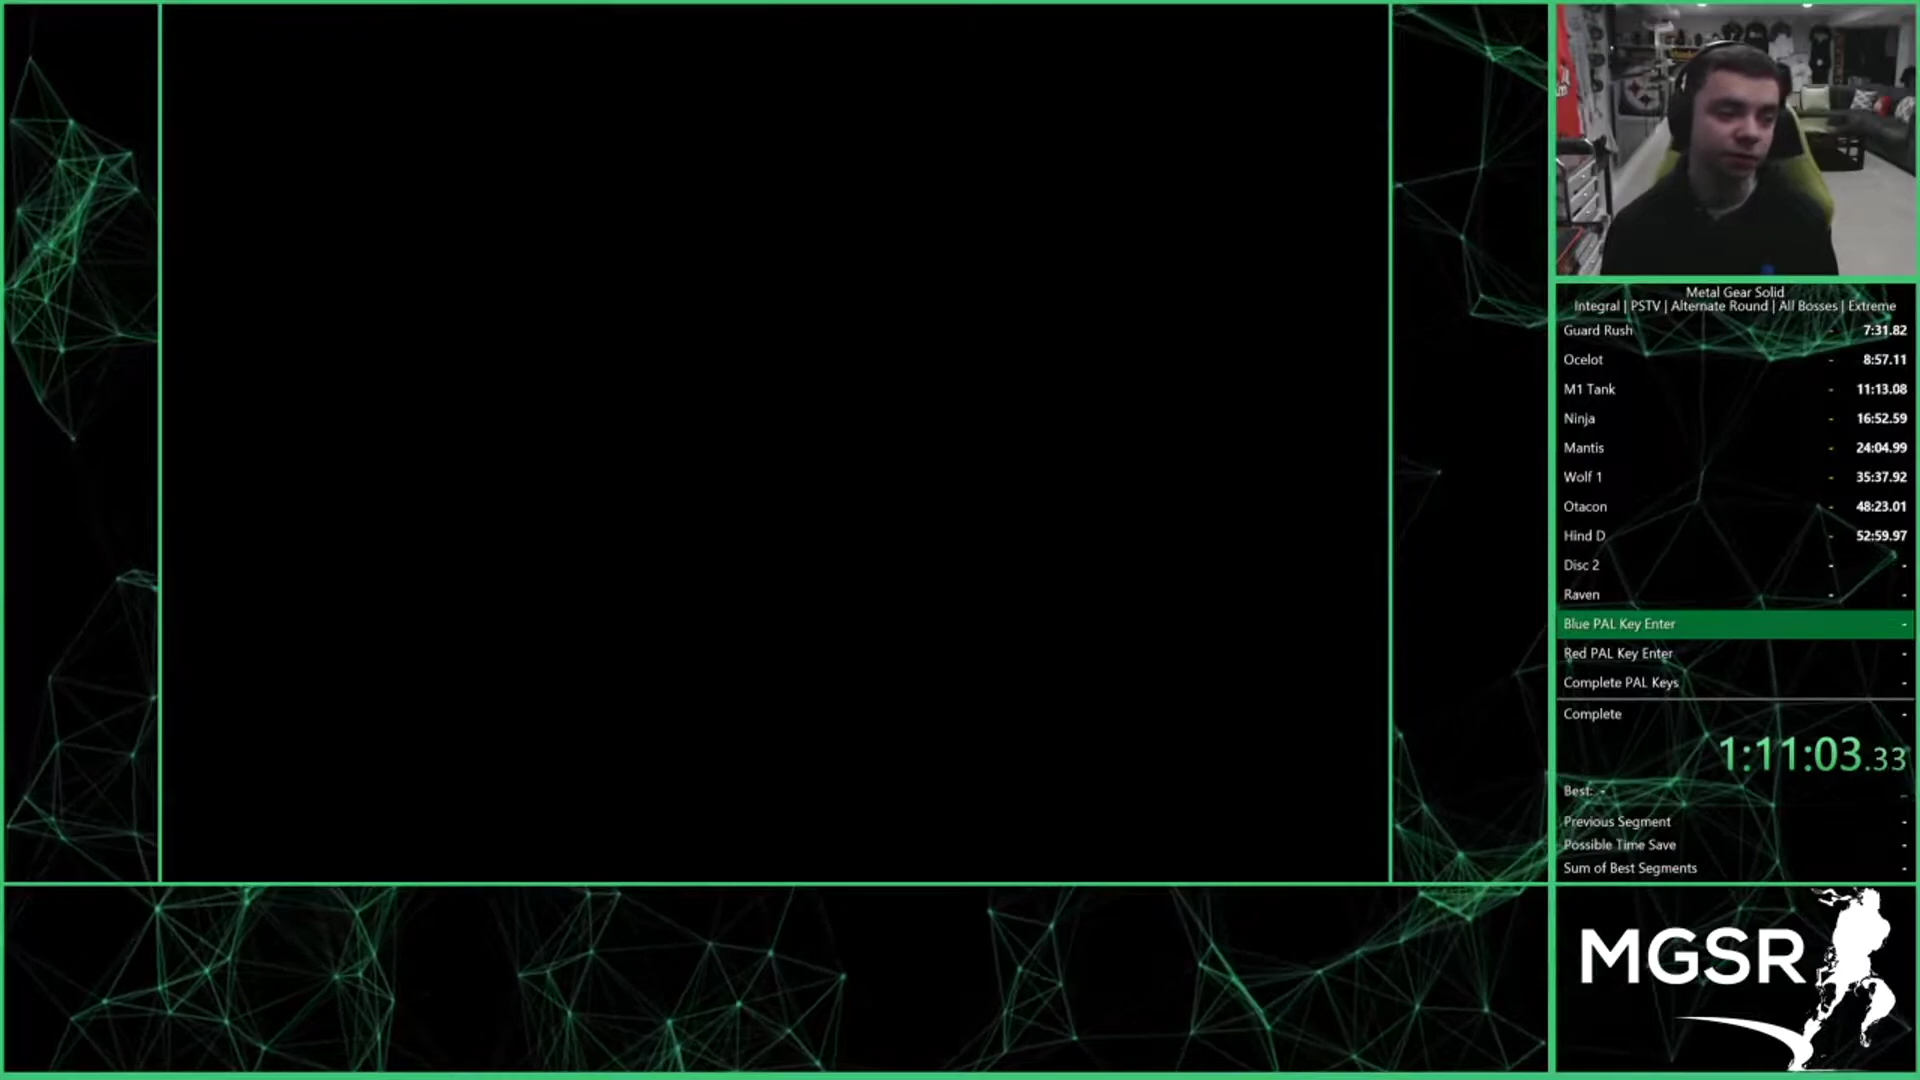 Metal Gear Solid
Integral | PSTV | Alternate Round | All Bosses | Extreme
Guard Rush - 7:31.82
Ocelot - 8:57.11
M1 Tank - 11:13.08
Ninja - 16:52.59
Mantis - 24:04.99
Wolf 1 - 35:37.92
Otacon - 48:23.01
Hind D - 52:59.97
Disc 2 - -
Raven - -
Blue PAL Key Enter -
Red PAL Key Enter -
Complete PAL Keys -
Complete -
1:11:03.33
Best: -
Previous Segment -
Possible Time Save -
Sum of Best Segments -
MGSR